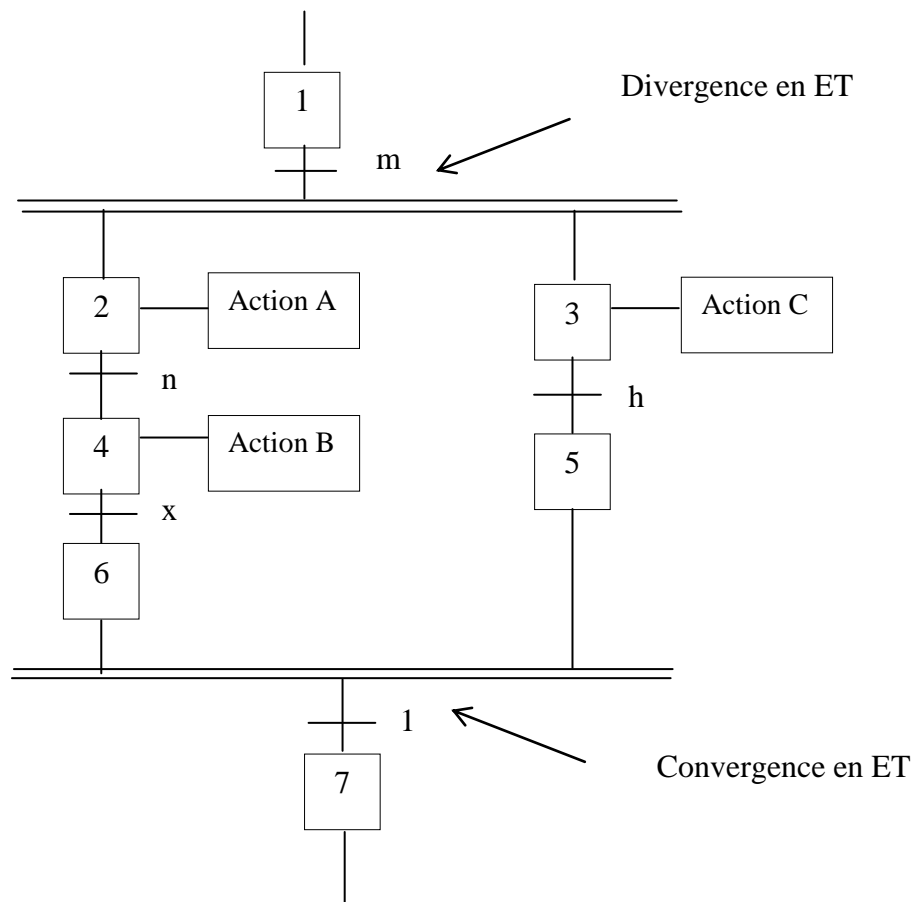 1
Divergence en ET
m
2
Action A
3
Action C
n
h
4
Action B
5
x
6
1
7
Convergence en ET